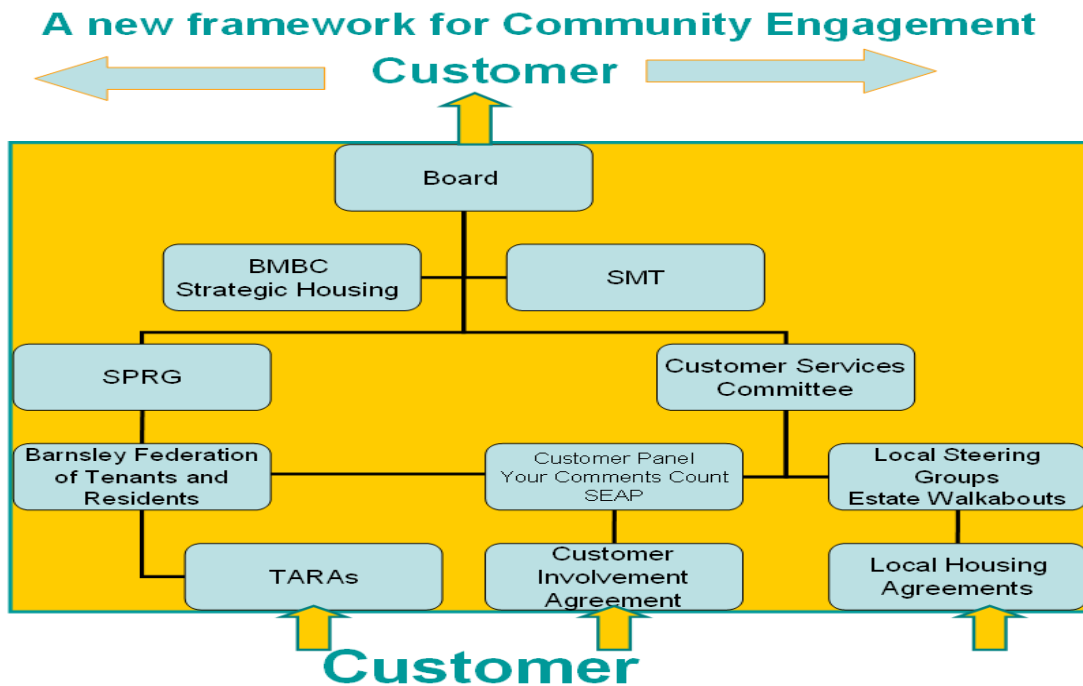 A new framework for Community Engagement
Customer
Board
BMBC
Strategic Housing
SMT
SPRG
Customer Services
Committee
Barnsley Federation
of Tenants and
Residents
Customer Panel
Your Comments Count
SEAP
Local Steering
Groups
Estate Walkabouts
TARAs
Customer
Involvement
Agreement
Local Housing
Agreements
Customer